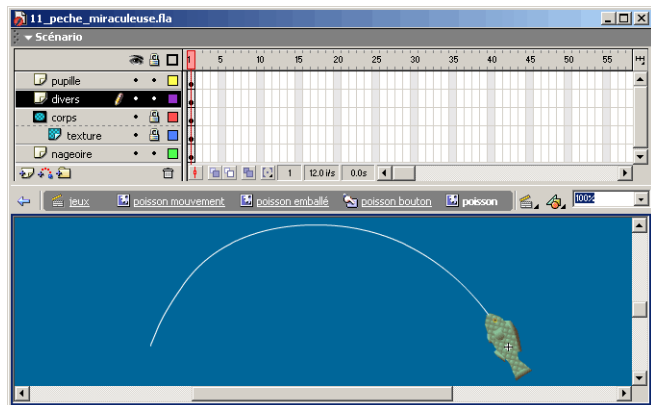 11_peche_miraculeuse.fla
Scénario
1 5 10 15 20 25 30 35 40 45 50 55
pupille
divers
corps
texture
nageoire
1 12.0 i/s 0.0s
jeux poisson mouvement poisson emballé poisson bouton poisson 100%